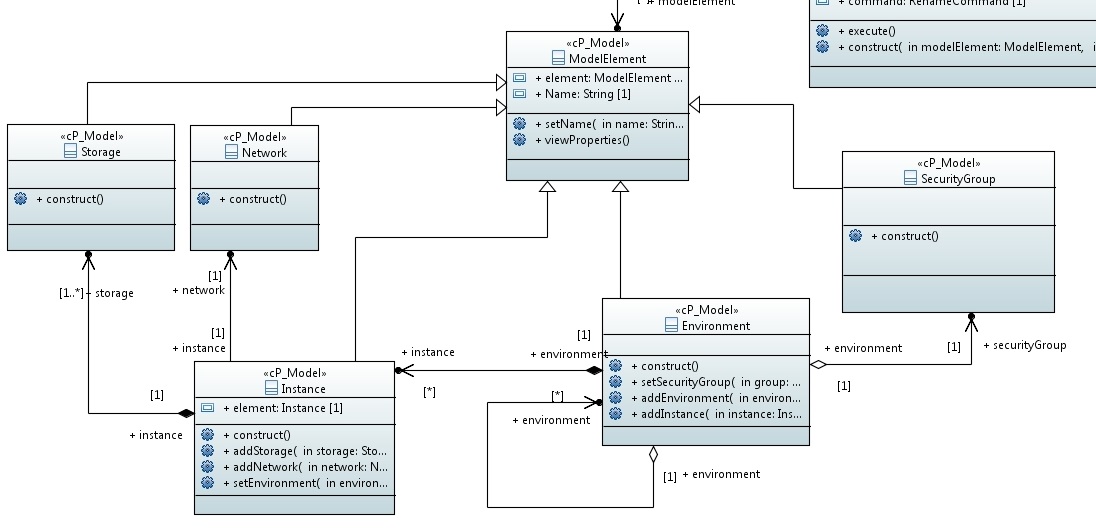 + modelElement
+ command: RenameCommand [1]
+ execute()
+ construct( in modelElement: ModelElement,
«cP_Model»
ModelElement
+ element: ModelElement ...
+ Name: String [1]
+ setName( in name: Strin...
+ viewProperties()
«cP_Model»
Storage
+ construct()
«cP_Model»
Network
+ construct()
«cP_Model»
SecurityGroup
+ construct()
[1..*]
+ storage
[1]
+ network
[1]
+ instance
[1]
+ instance
«cP_Model»
Instance
+ element: Instance [1]
+ construct()
+ addStorage( in storage: Sto...
+ addNetwork( in network: N...
+ setEnvironment( in environ...
+ instance
[*]
[1]
+ environment
«cP_Model»
Environment
+ construct()
+ setSecurityGroup( in group: ...
+ addEnvironment( in environ...
+ addInstance( in instance: Ins...
[*]
+ environment
[1]
+ environment
+ environment
[1]
[1]
+ securityGroup